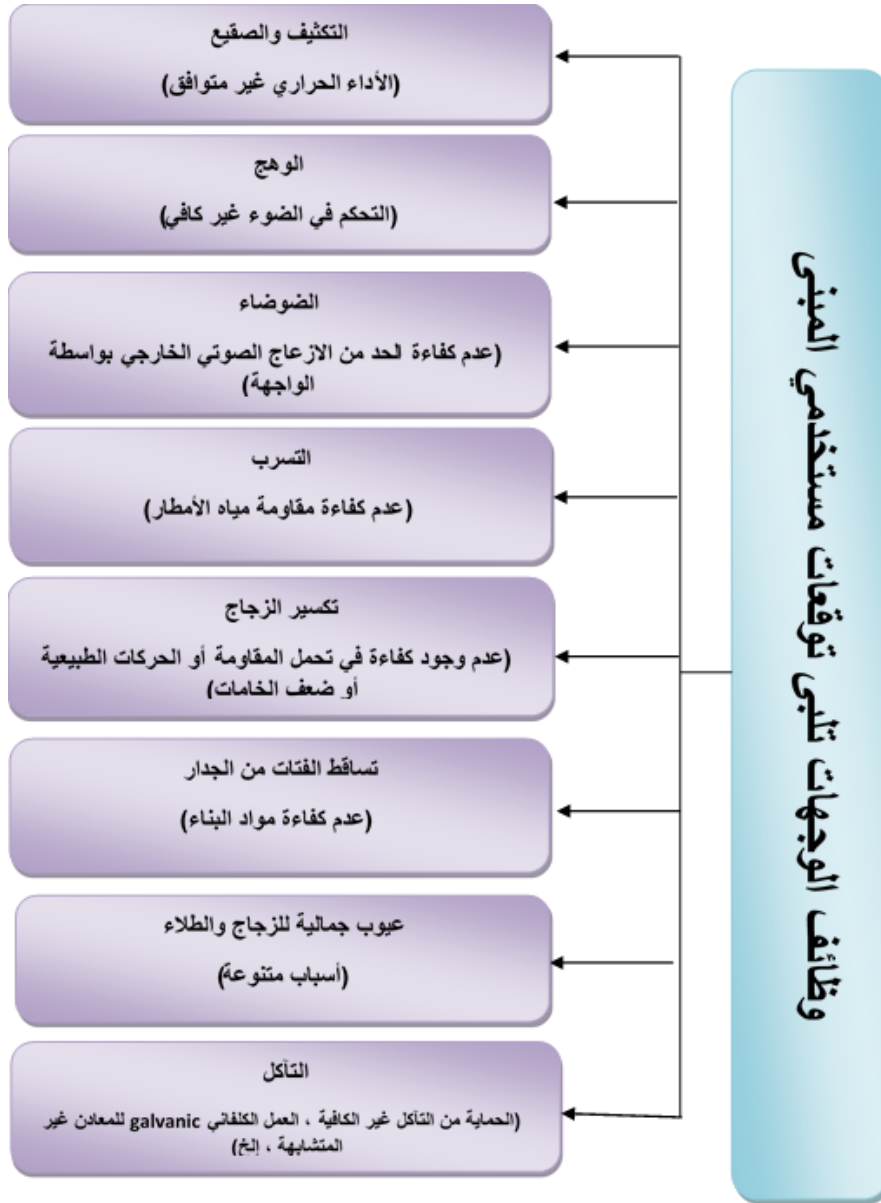 وظائف الوجهات تلبى توقعات مستخدمي المبنى
التكثيف والصقيع
(الأداء الحراري غير متوافق)
الوهج
(التحكم في الضوء غير كافي)
الضوضاء
(عدم كفاءة الحد من الازعاج الصوتي الخارجي بواسطة
الواجهة)
التسرب
(عدم كفاءة مقاومة مياه الأمطار)
تكسير الزجاج
(عدم وجود كفاءة في تحمل المقاومة أو الحركات الطبيعية
أو ضعف الخامات)
تساقط الفتات من الجدار
(عدم كفاءة مواد البناء)
عيوب جمالية للزجاج والطلاء
(أسباب متنوعة)
التآكل
(الحماية من التآكل غير الكافية ، العمل الكلفاني galvanic للمعادن غير
المتشابهة ، إلخ)